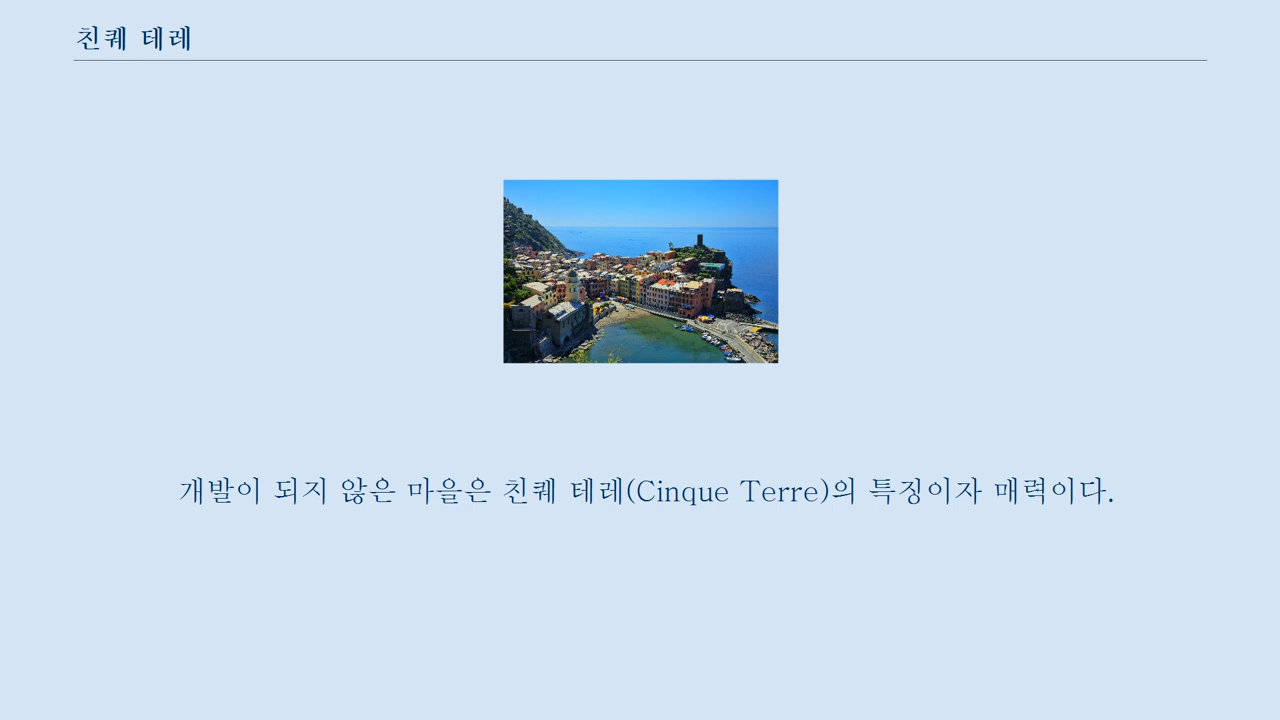 친퀘 테레
개발이 되지 않은 마을은 친퀘 테레(Cinque Terre)의 특징이자 매력이다.